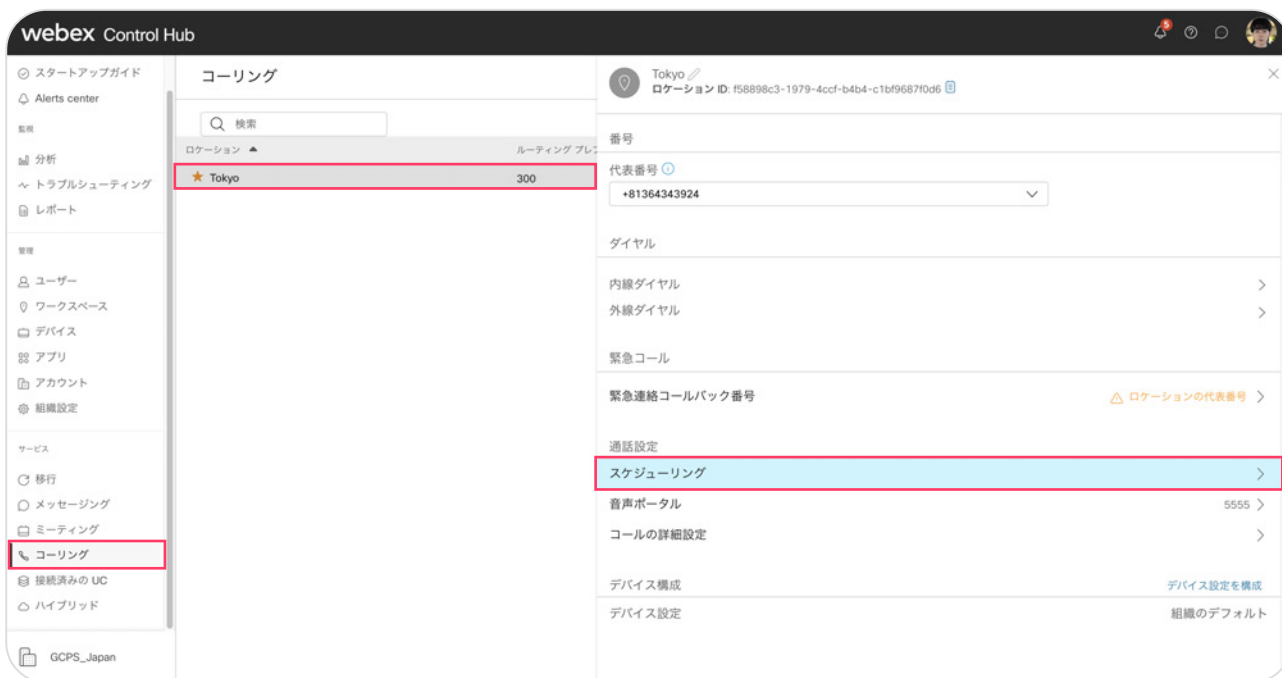 webex Control Hub
5
スタートアップガイド
Alerts center
監視
分析
トラブルシューティング
レポート
管理
ユーザー
ワークスペース
デバイス
アプリ
アカウント
組織設定
サービス
移行
メッセージング
ミーティング
コーリング
接続済みの UC
ハイブリッド
GCPS_Japan
コーリング
検索
ロケーション ルーティング プレフ
Tokyo 300
Tokyo
ロケーション ID: f58898c3-1979-4ccf-b4b4-c1bf9687f0d6
番号
代表番号
+81364343924
ダイヤル
内線ダイヤル
外線ダイヤル
緊急コール
緊急連絡コールバック番号 ロケーションの代表番号
通話設定
スケジューリング
音声ポータル 5555
コールの詳細設定
デバイス構成 デバイス設定を構成
デバイス設定 組織のデフォルト